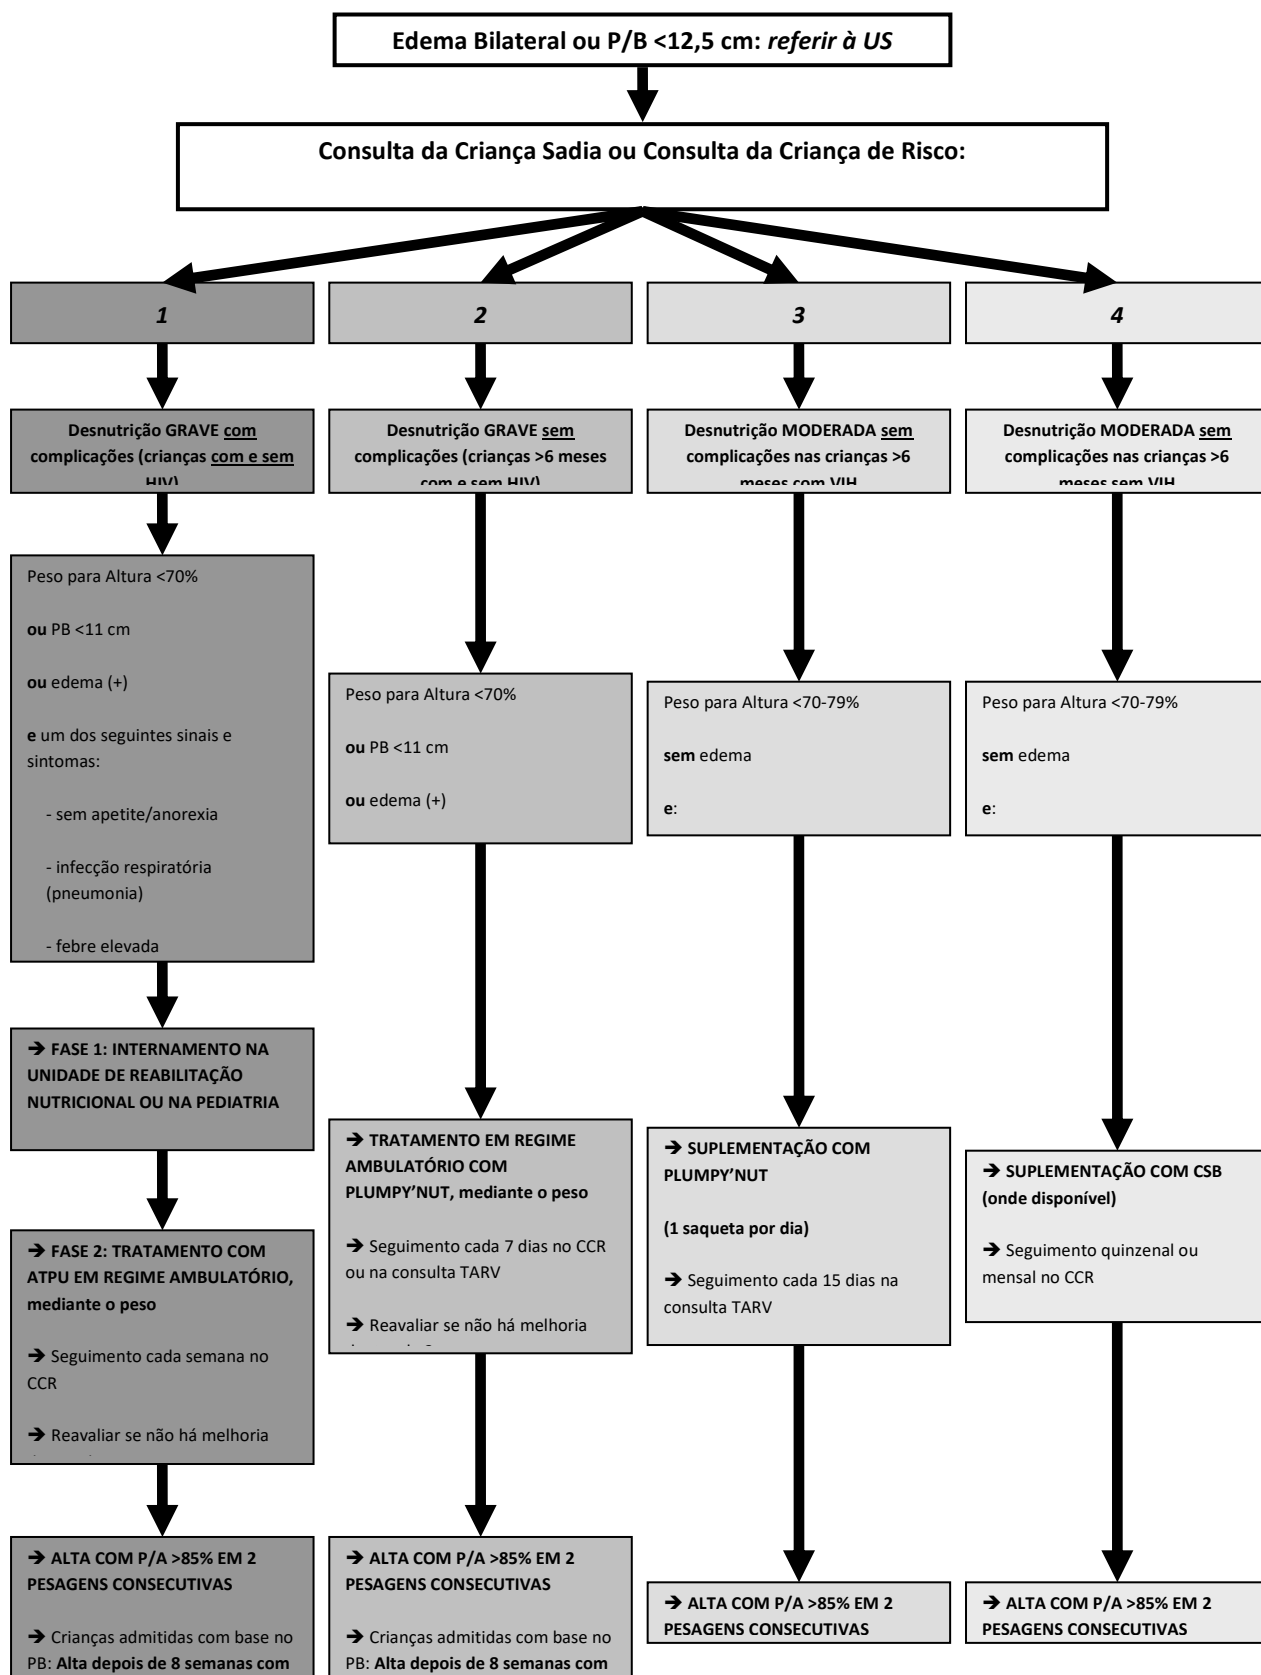 Edema Bilateral ou P/B <12,5 cm: referir à US
Consulta da Criança Sadia ou Consulta da Criança de Risco:
1
2
3
4
Desnutrição GRAVE com
complicações (crianças com e sem
HIV)
Desnutrição GRAVE sem
complicações (crianças >6 meses
com e sem HIV)
Desnutrição MODERADA sem
complicações nas crianças >6
meses com VIH
Desnutrição MODERADA sem
complicações nas crianças >6
meses sem VIH
Peso para Altura <70%
ou PB <11 cm
ou edema (+)
e um dos seguintes sinais e
sintomas:
- sem apetite/anorexia
- infecção respiratória
(pneumonia)
- febre elevada
Peso para Altura <70%
ou PB <11 cm
ou edema (+)
Peso para Altura <70-79%
sem edema
e:
Peso para Altura <70-79%
sem edema
e:
➔ FASE 1: INTERNAMENTO NA
UNIDADE DE REABILITAÇÃO
NUTRICIONAL OU NA PEDIATRIA
➔ FASE 2: TRATAMENTO COM
ATPU EM REGIME AMBULATÓRIO,
mediante o peso
➔ Seguimento cada semana no
CCR
➔ Reavaliar se não há melhoria
➔ TRATAMENTO EM REGIME
AMBULATÓRIO COM
PLUMPY’NUT, mediante o peso
➔ Seguimento cada 7 dias no CCR
ou na consulta TARV
➔ Reavaliar se não há melhoria
➔ SUPLEMENTAÇÃO COM
PLUMPY’NUT
(1 saqueta por dia)
➔ Seguimento cada 15 dias na
consulta TARV
➔ SUPLEMENTAÇÃO COM CSB
(onde disponível)
➔ Seguimento quinzenal ou
mensal no CCR
➔ ALTA COM P/A >85% EM 2
PESAGENS CONSECUTIVAS
➔ Crianças admitidas com base no
PB: Alta depois de 8 semanas com
➔ ALTA COM P/A >85% EM 2
PESAGENS CONSECUTIVAS
➔ Crianças admitidas com base no
PB: Alta depois de 8 semanas com
➔ ALTA COM P/A >85% EM 2
PESAGENS CONSECUTIVAS
➔ ALTA COM P/A >85% EM 2
PESAGENS CONSECUTIVAS